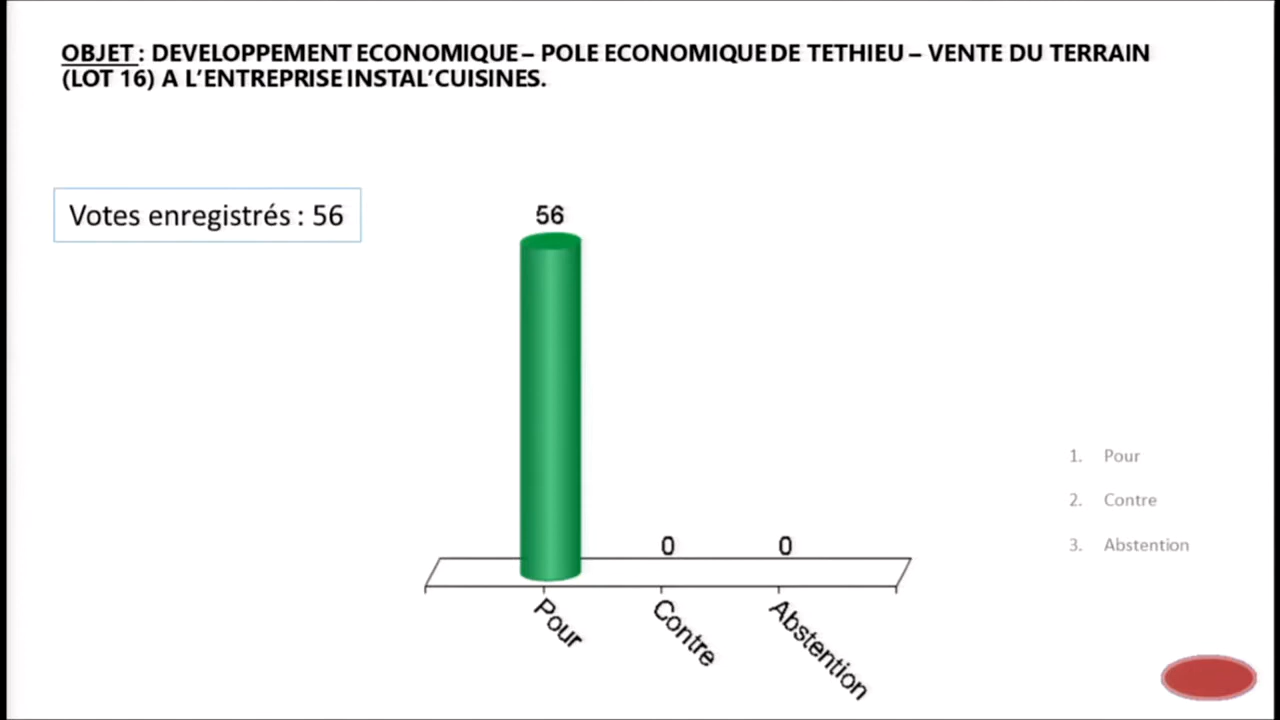 OBJET : DEVELOPPEMENT ECONOMIQUE – POLE ECONOMIQUE DE TETHIEU – VENTE DU TERRAIN
(LOT 16) A L’ENTREPRISE INSTAL’CUISINES.
Votes enregistrés : 56
56
0
0
Pour
Contre
Abstention
1. Pour
2. Contre
3. Abstention